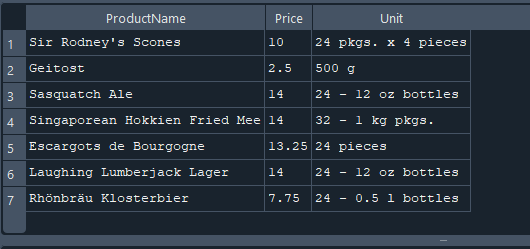 ProductName Price Unit
1 Sir Rodney's Scones 10 24 pkgs. x 4 pieces
2 Geitost 2.5 500 g
3 Sasquatch Ale 14 24 - 12 oz bottles
4 Singaporean Hokkien Fried Mee 14 32 - 1 kg pkgs.
5 Escargots de Bourgogne 13.25 24 pieces
6 Laughing Lumberjack Lager 14 24 - 12 oz bottles
7 Rhönbräu Klosterbier 7.75 24 - 0.5 l bottles